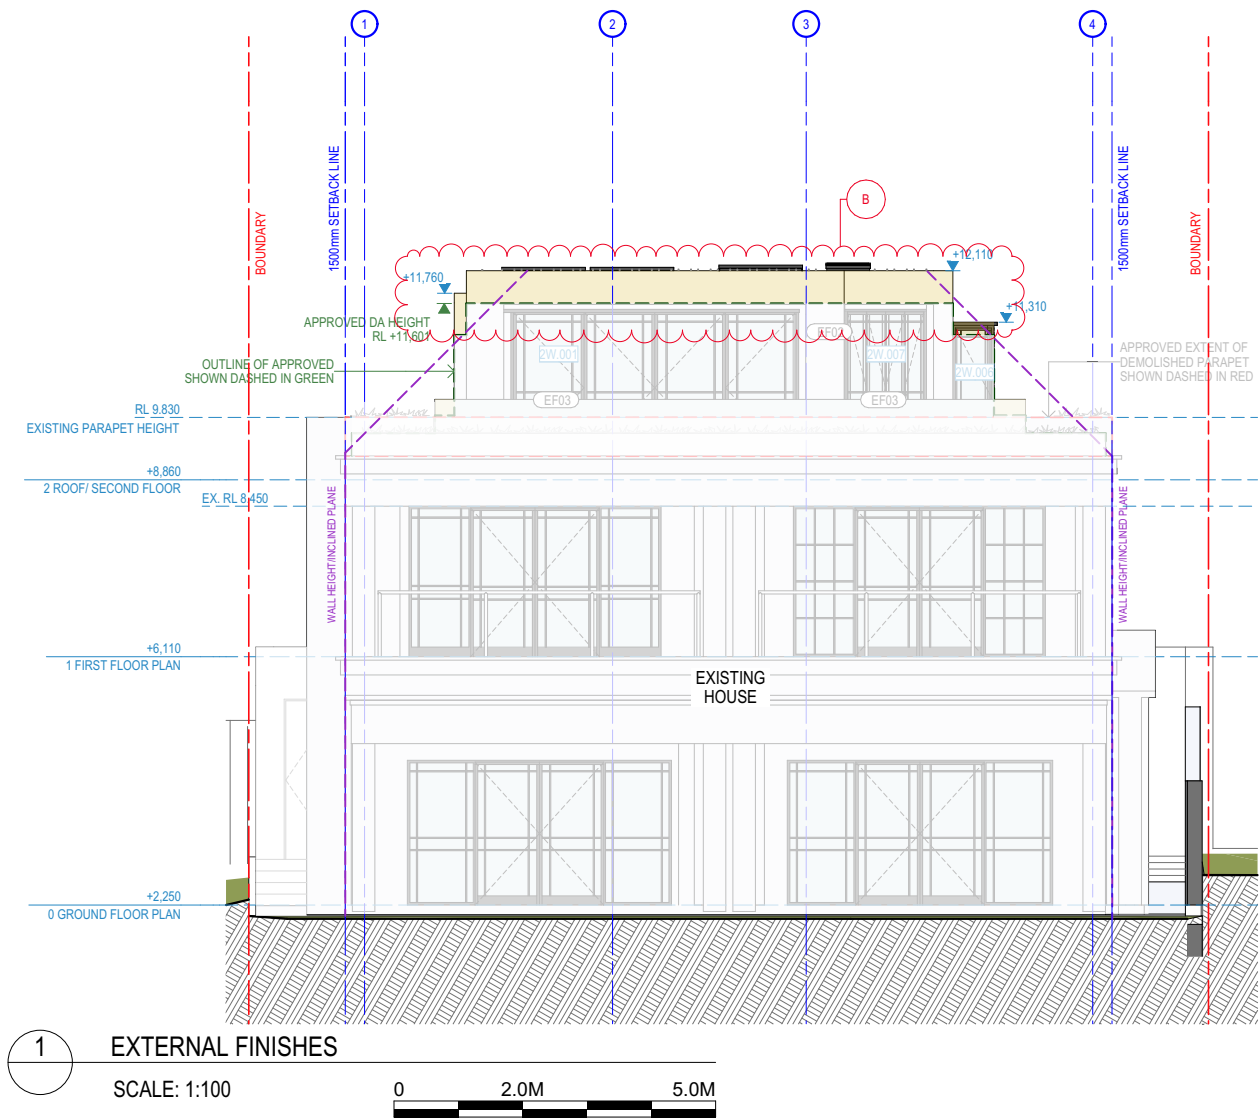 1
2
3
4
BOUNDARY
1500mm SETBACK LINE
1500mm SETBACK LINE
BOUNDARY
B
+12,110
+11,760
+11,310
APPROVED DA HEIGHT
RL +11,601
EF02
OUTLINE OF APPROVED
SHOWN DASHED IN GREEN
2W.001
2W.007
2W.006
APPROVED EXTENT OF
DEMOLISHED PARAPET
SHOWN DASHED IN RED
EF03
EF03
RL 9.830
EXISTING PARAPET HEIGHT
+8,860
2 ROOF/ SECOND FLOOR
EX. RL 8.450
WALL HEIGHT/INCLINED PLANE
WALL HEIGHT/INCLINED PLANE
+6,110
1 FIRST FLOOR PLAN
EXISTING
HOUSE
+2,250
0 GROUND FLOOR PLAN
1
EXTERNAL FINISHES
SCALE: 1:100
0 2.0M 5.0M